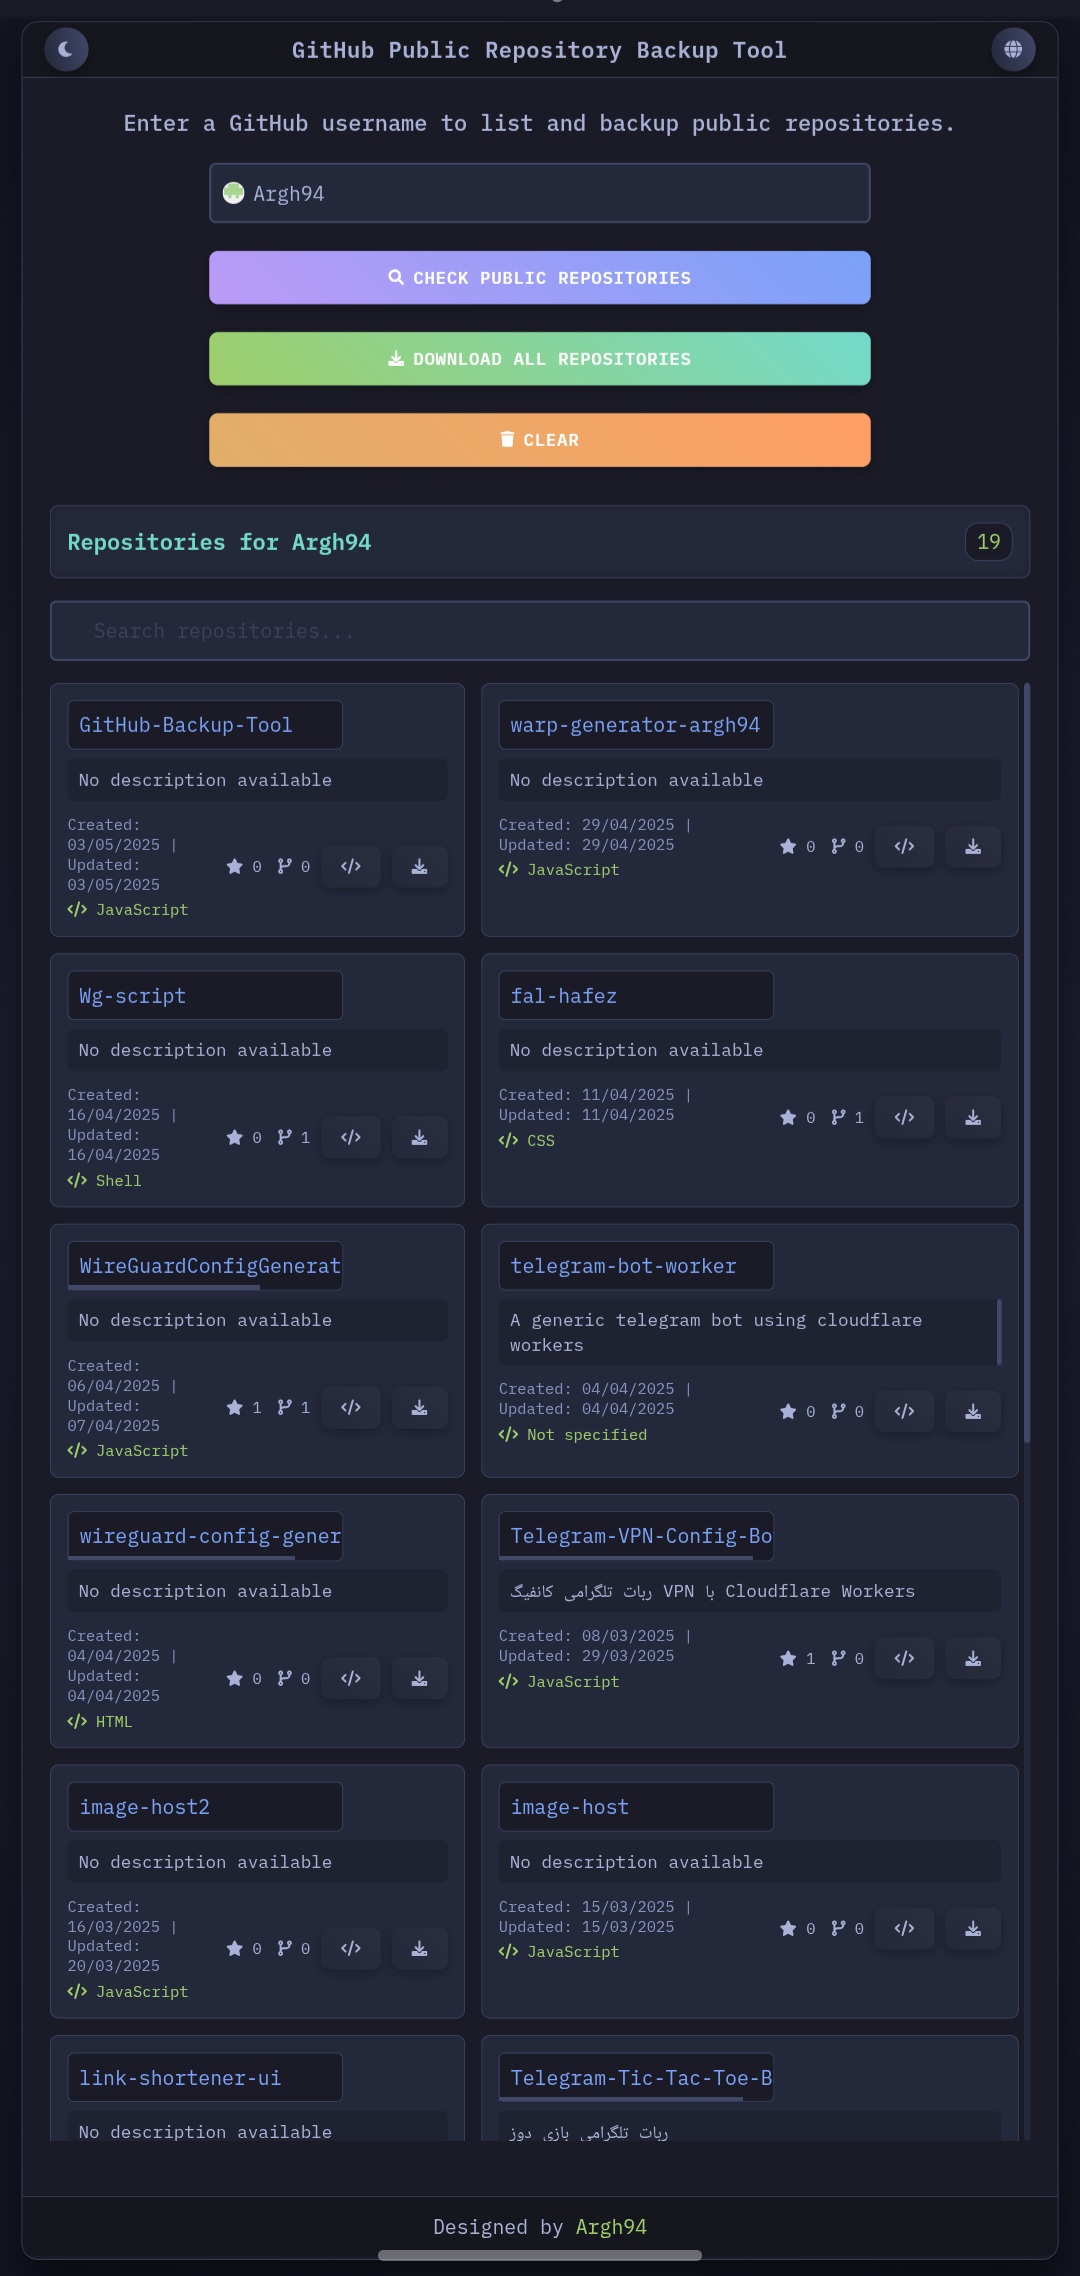 GitHub Public Repository Backup Tool
Enter a GitHub username to list and backup public repositories.
Argh94
CHECK PUBLIC REPOSITORIES
DOWNLOAD ALL REPOSITORIES
CLEAR
Repositories for Argh94
19
Search repositories...
GitHub-Backup-Tool
No description available
Created:
03/05/2025 |
Updated:
03/05/2025
0 0
JavaScript
warp-generator-argh94
No description available
Created: 29/04/2025 |
Updated: 29/04/2025
0 0
JavaScript
Wg-script
No description available
Created:
16/04/2025 |
Updated:
16/04/2025
0 1
Shell
fal-hafez
No description available
Created: 11/04/2025 |
Updated: 11/04/2025
0 1
CSS
WireGuardConfigGenerat
No description available
Created:
06/04/2025 |
Updated:
07/04/2025
1 1
JavaScript
telegram-bot-worker
A generic telegram bot using cloudflare
workers
Created: 04/04/2025 |
Updated: 04/04/2025
0 0
Not specified
wireguard-config-gener
No description available
Created:
04/04/2025 |
Updated:
04/04/2025
0 0
HTML
Telegram-VPN-Config-Bo
ربات تلگرامی کانفیگ VPN با Cloudflare Workers
Created: 08/03/2025 |
Updated: 29/03/2025
1 0
JavaScript
image-host2
No description available
Created:
16/03/2025 |
Updated:
20/03/2025
0 0
JavaScript
image-host
No description available
Created: 15/03/2025 |
Updated: 15/03/2025
0 0
JavaScript
link-shortener-ui
No description available
Telegram-Tic-Tac-Toe-B
ربات تلگرامی بازی دوز
Designed by Argh94